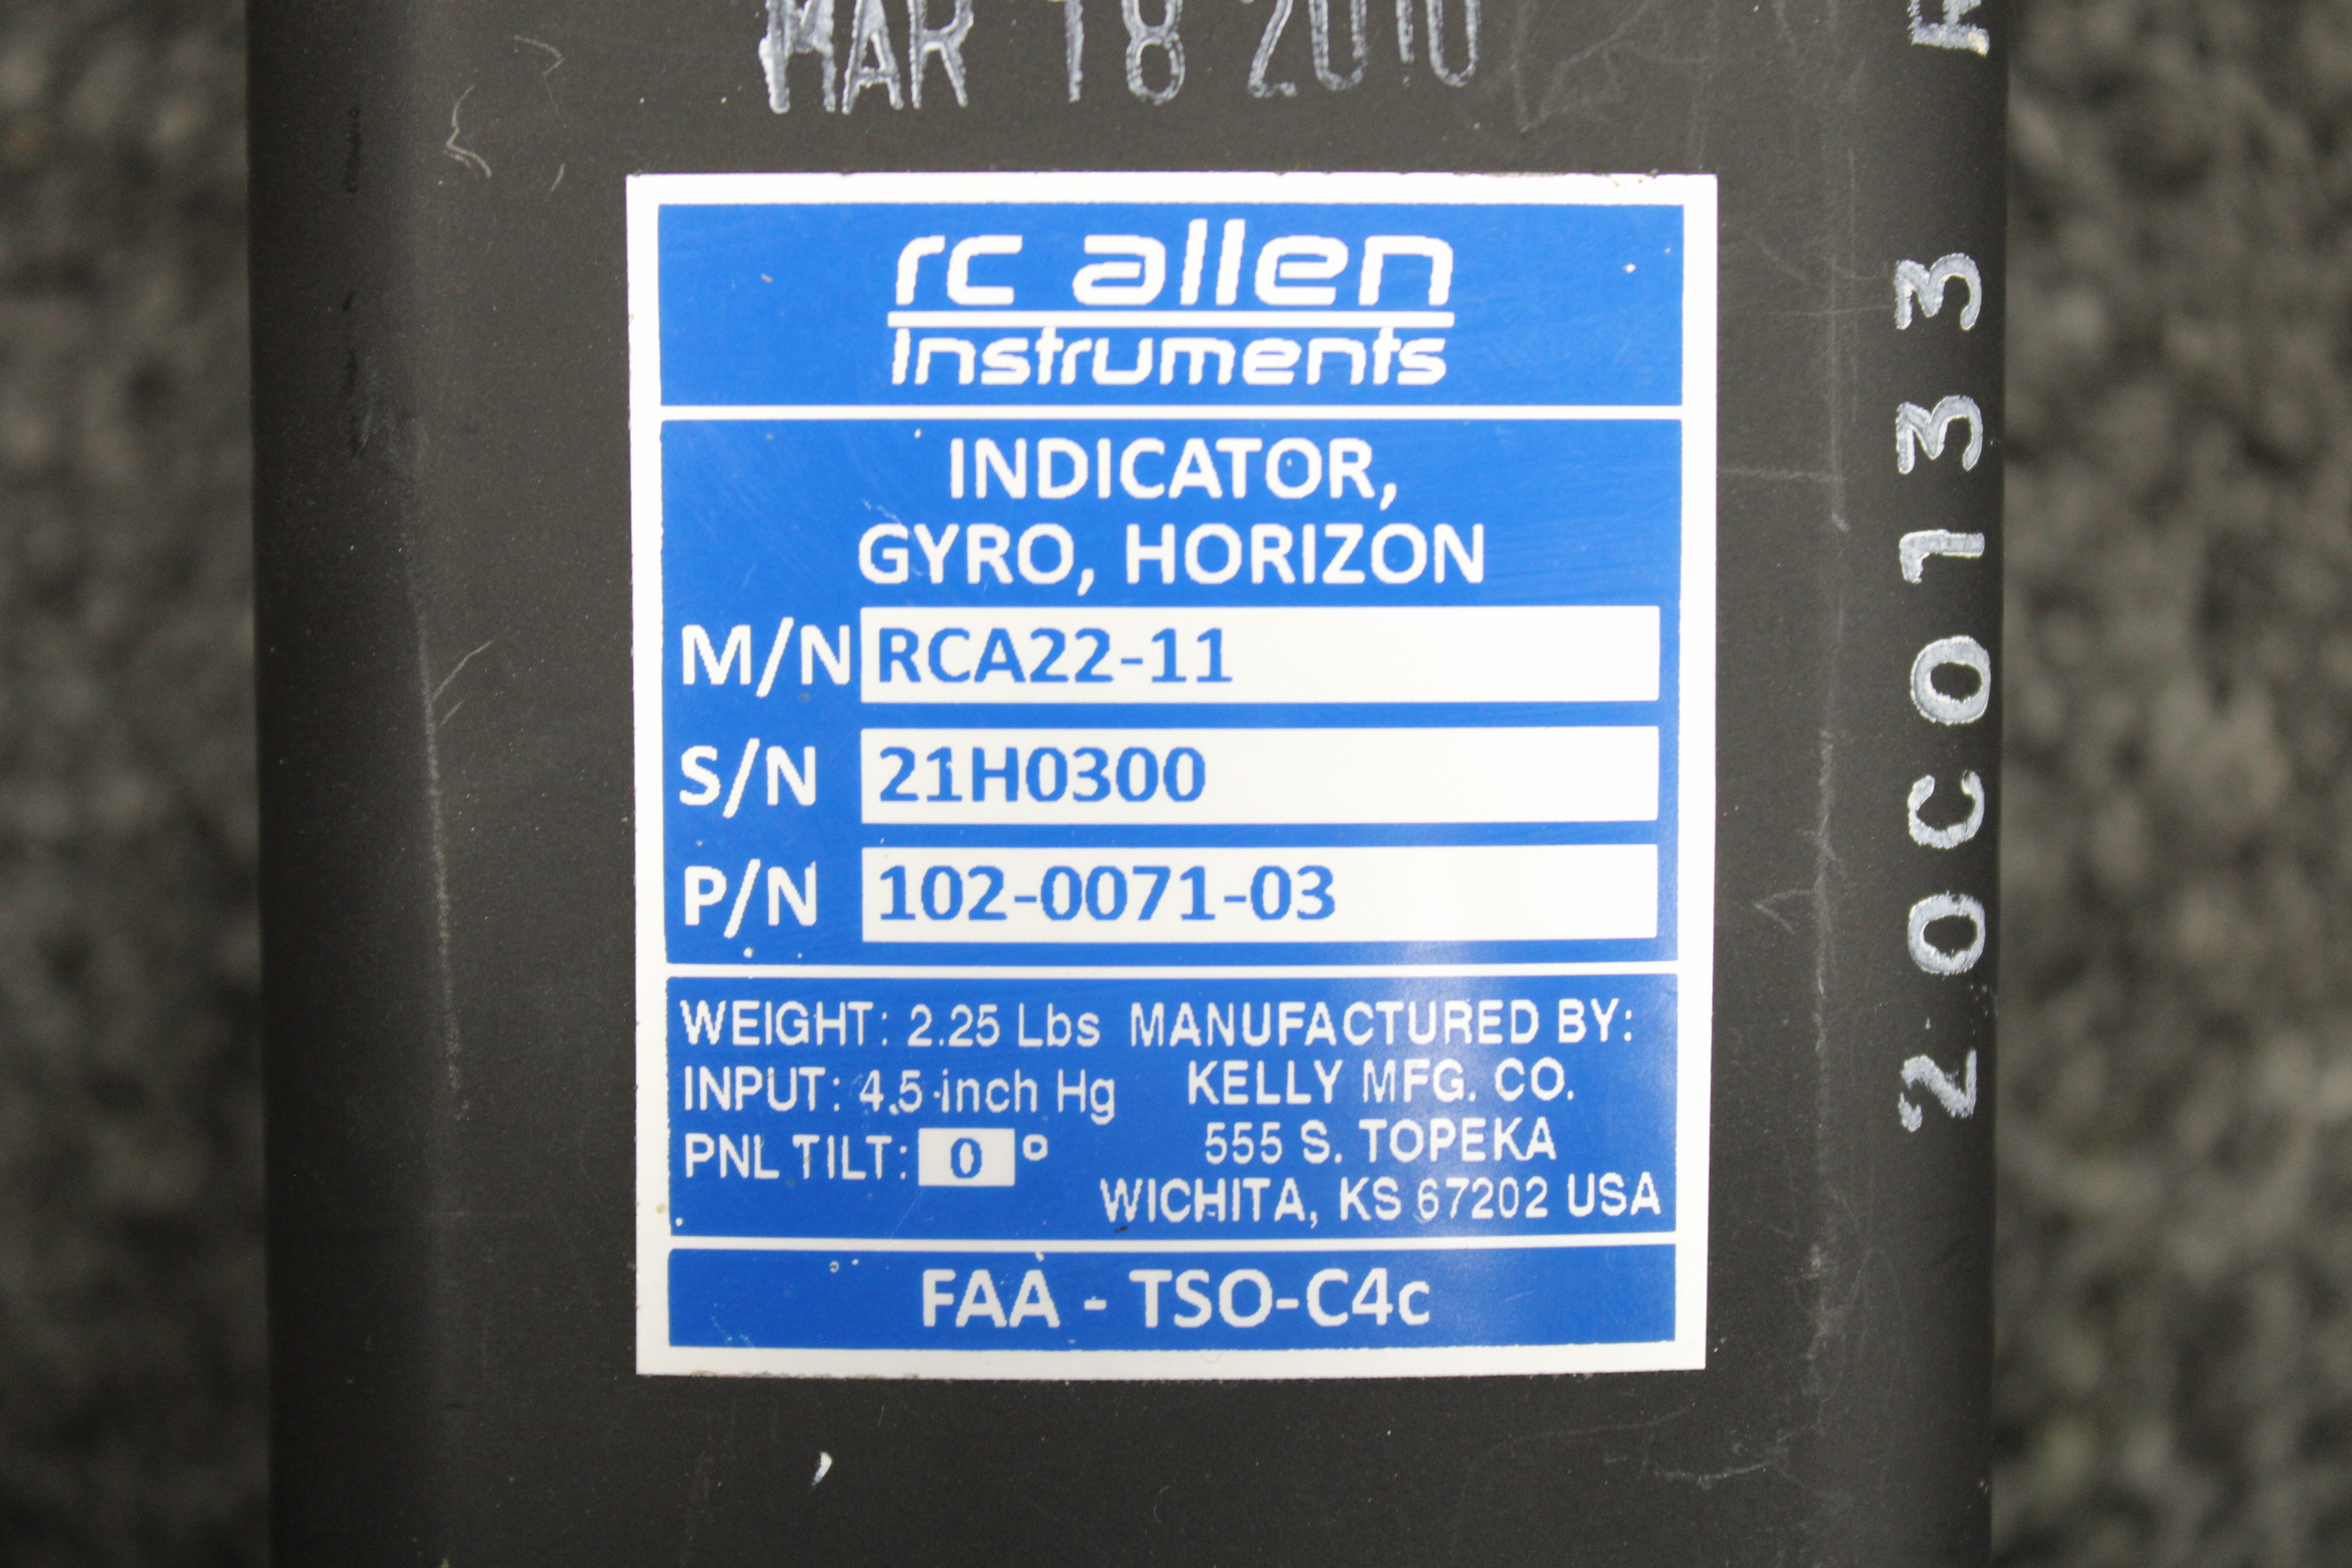 MAR 18 2010
rc allen
instruments
INDICATOR,
GYRO, HORIZON
M/N RCA22-11
S/N 21H0300
P/N 102-0071-03
WEIGHT: 2.25 Lbs
INPUT: 4.5 inch Hg
PNL TILT: 0°
MANUFACTURED BY:
KELLY MFG. CO.
555 S. TOPEKA
WICHITA, KS 67202 USA
FAA - TSO-C4c
20C0133